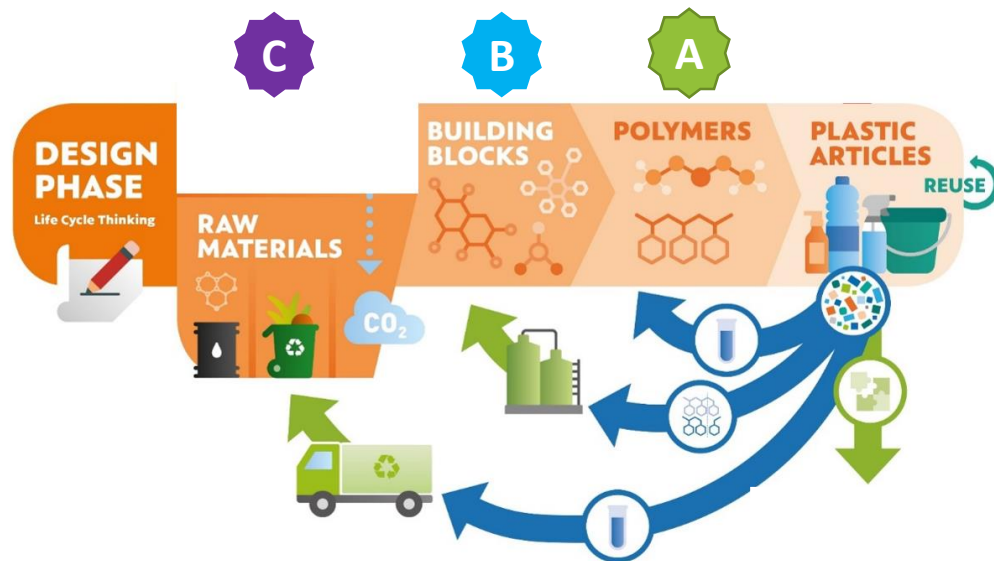 C
B
A
DESIGN
PHASE
Life Cycle Thinking
RAW
MATERIALS
CO2
BUILDING
BLOCKS
POLYMERS
PLASTIC
ARTICLES
REUSE